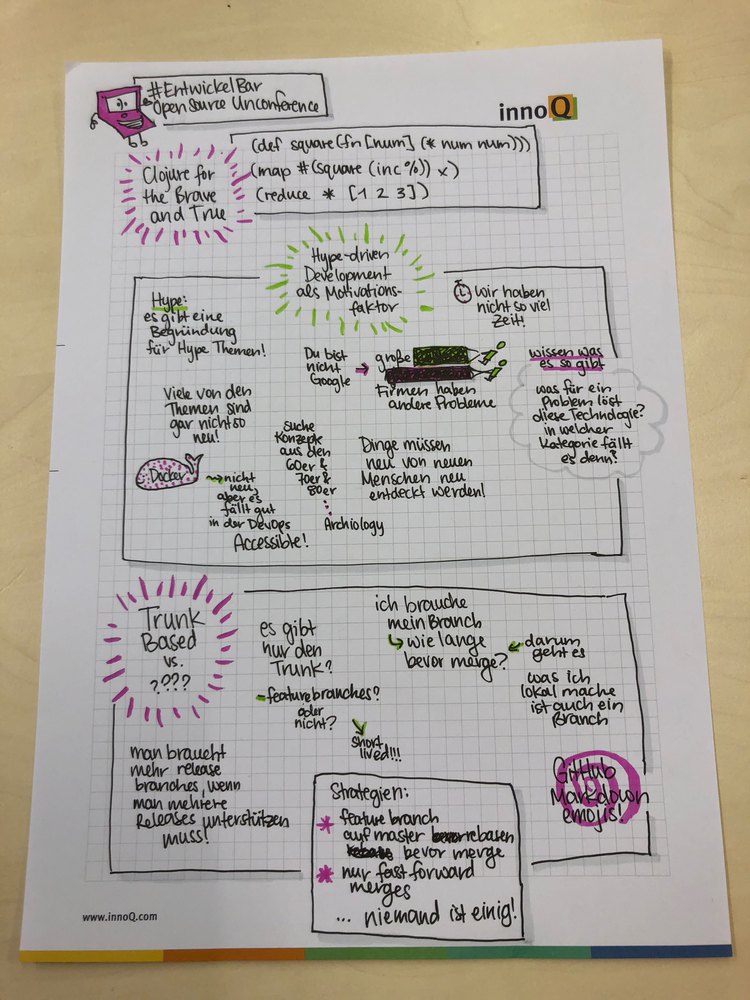 #EntwickelBar
Open Source Unconference
innoQ
Clojure for
the Brave
and True
(def square (fn [num] (* num num)))
(map #(square (inc %)) x)
(reduce * [1 2 3])
Hype-driven
Development
als Motivations-
faktor
Hype:
es gibt eine
Begründung
für Hype Themen!
Wir haben
nicht so viel
Zeit!
Du bist
nicht
Google
große
Firmen haben
andere Probleme
wissen was
es so gibt
was für ein
Problem löst
diese Technologie?
in welcher
Kategorie fällt
es denn?
Viele von den
Themen sind
gar nicht so
neu!
Docker
nicht
neu,
aber es
fällt gut
in der DevOps
Accessible!
suche
Konzepte
aus den
60er &
70er &
80er
Archiology
Dinge müssen
neu von neuen
Menschen neu
entdeckt werden!
Trunk
Based
vs.
????
es gibt
nur den
Trunk?
featurebranches?
oder
nicht?
short
lived!!!
ich brauche
mein Branch
wie lange
bevor merge?
darum
geht es
was ich
lokal mache
ist auch ein
Branch
man braucht
mehr release
branches, wenn
man mehrere
Releases unterstützen
muss!
Strategien:
* feature branch
auf master rebasen
bevor merge
* nur fast forward
merges
... niemand ist einig!
GitHub
Markdown
emojis!
www.innoQ.com